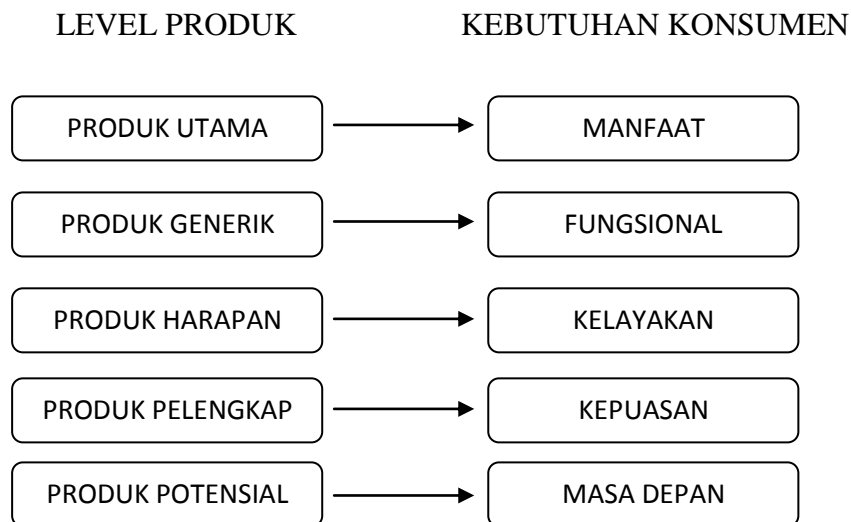 LEVEL PRODUK KEBUTUHAN KONSUMEN
PRODUK UTAMA MANFAAT
PRODUK GENERIK FUNGSIONAL
PRODUK HARAPAN KELAYAKAN
PRODUK PELENGKAP KEPUASAN
PRODUK POTENSIAL MASA DEPAN